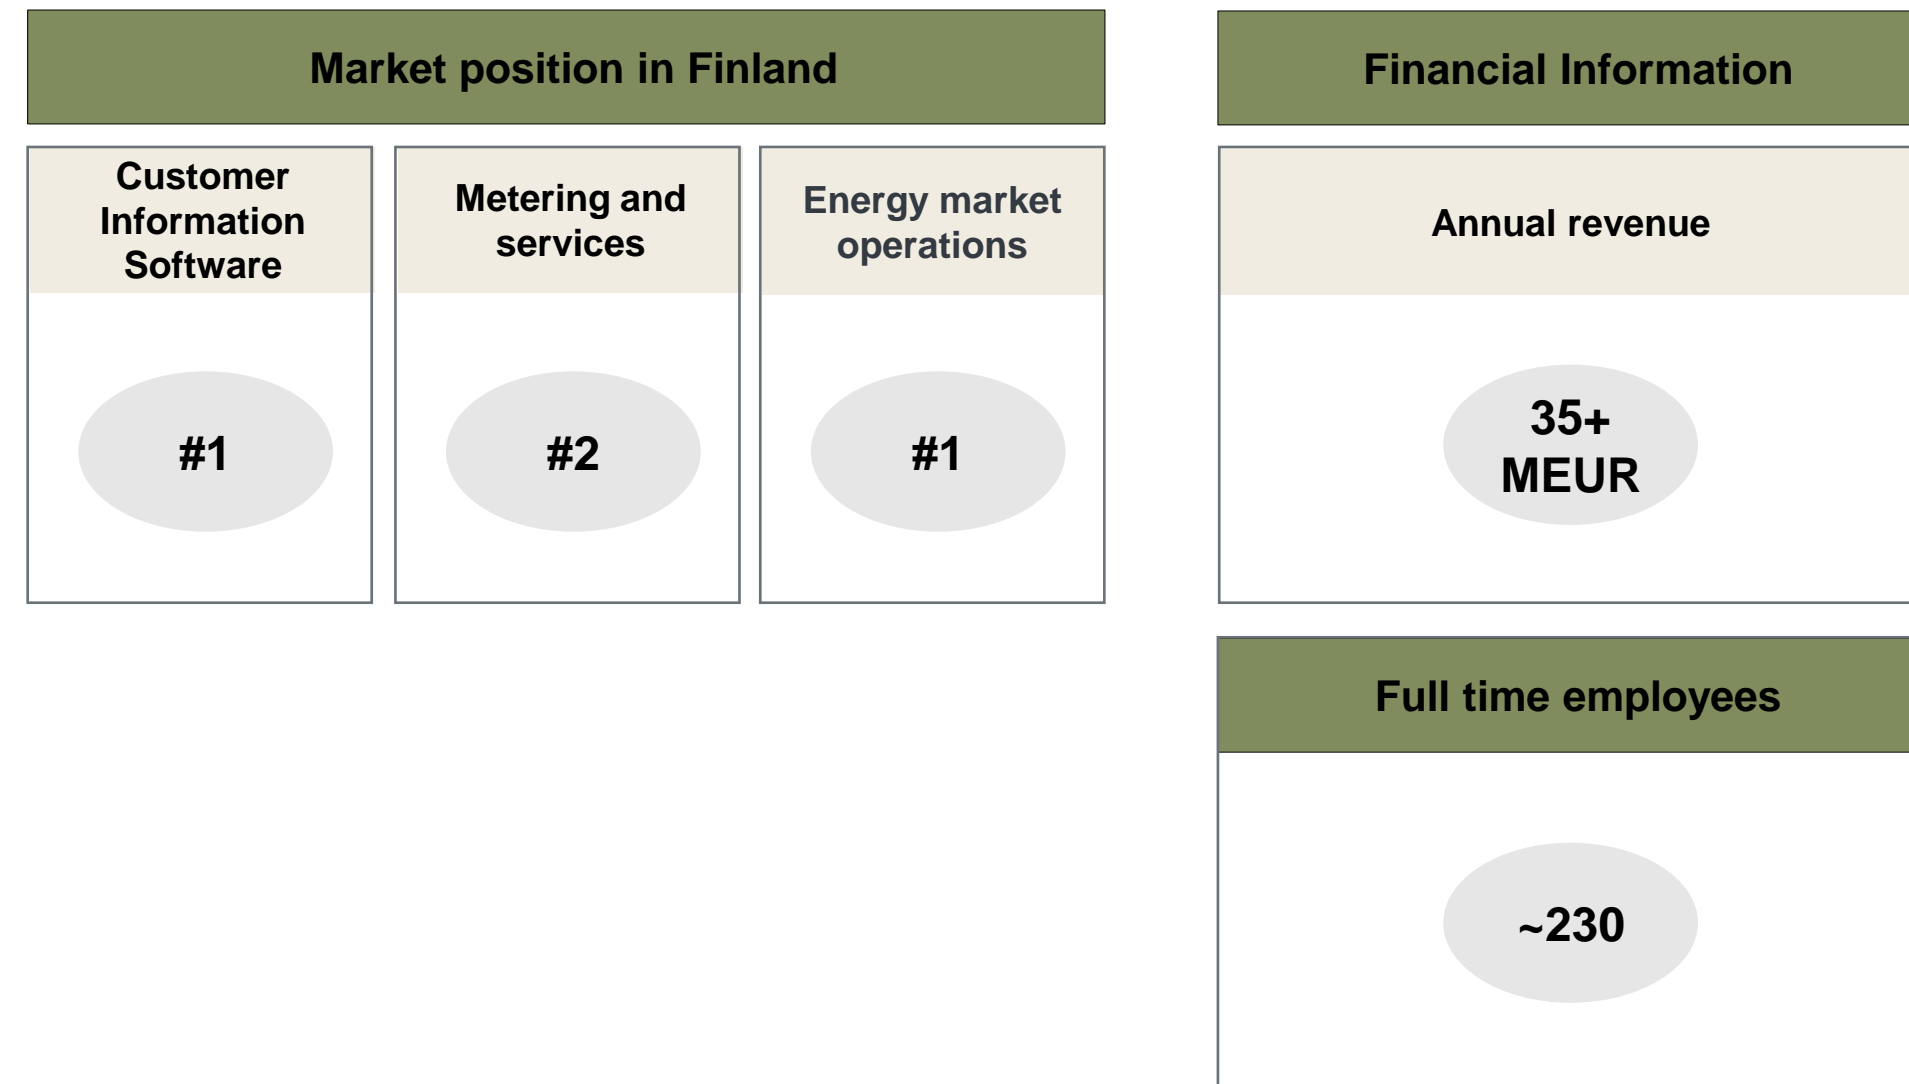 Market position in Finland
Customer
Information
Software
#1
Metering and
services
#2
Energy market
operations
#1
Financial Information
Annual revenue
35+
MEUR
Full time employees
~230